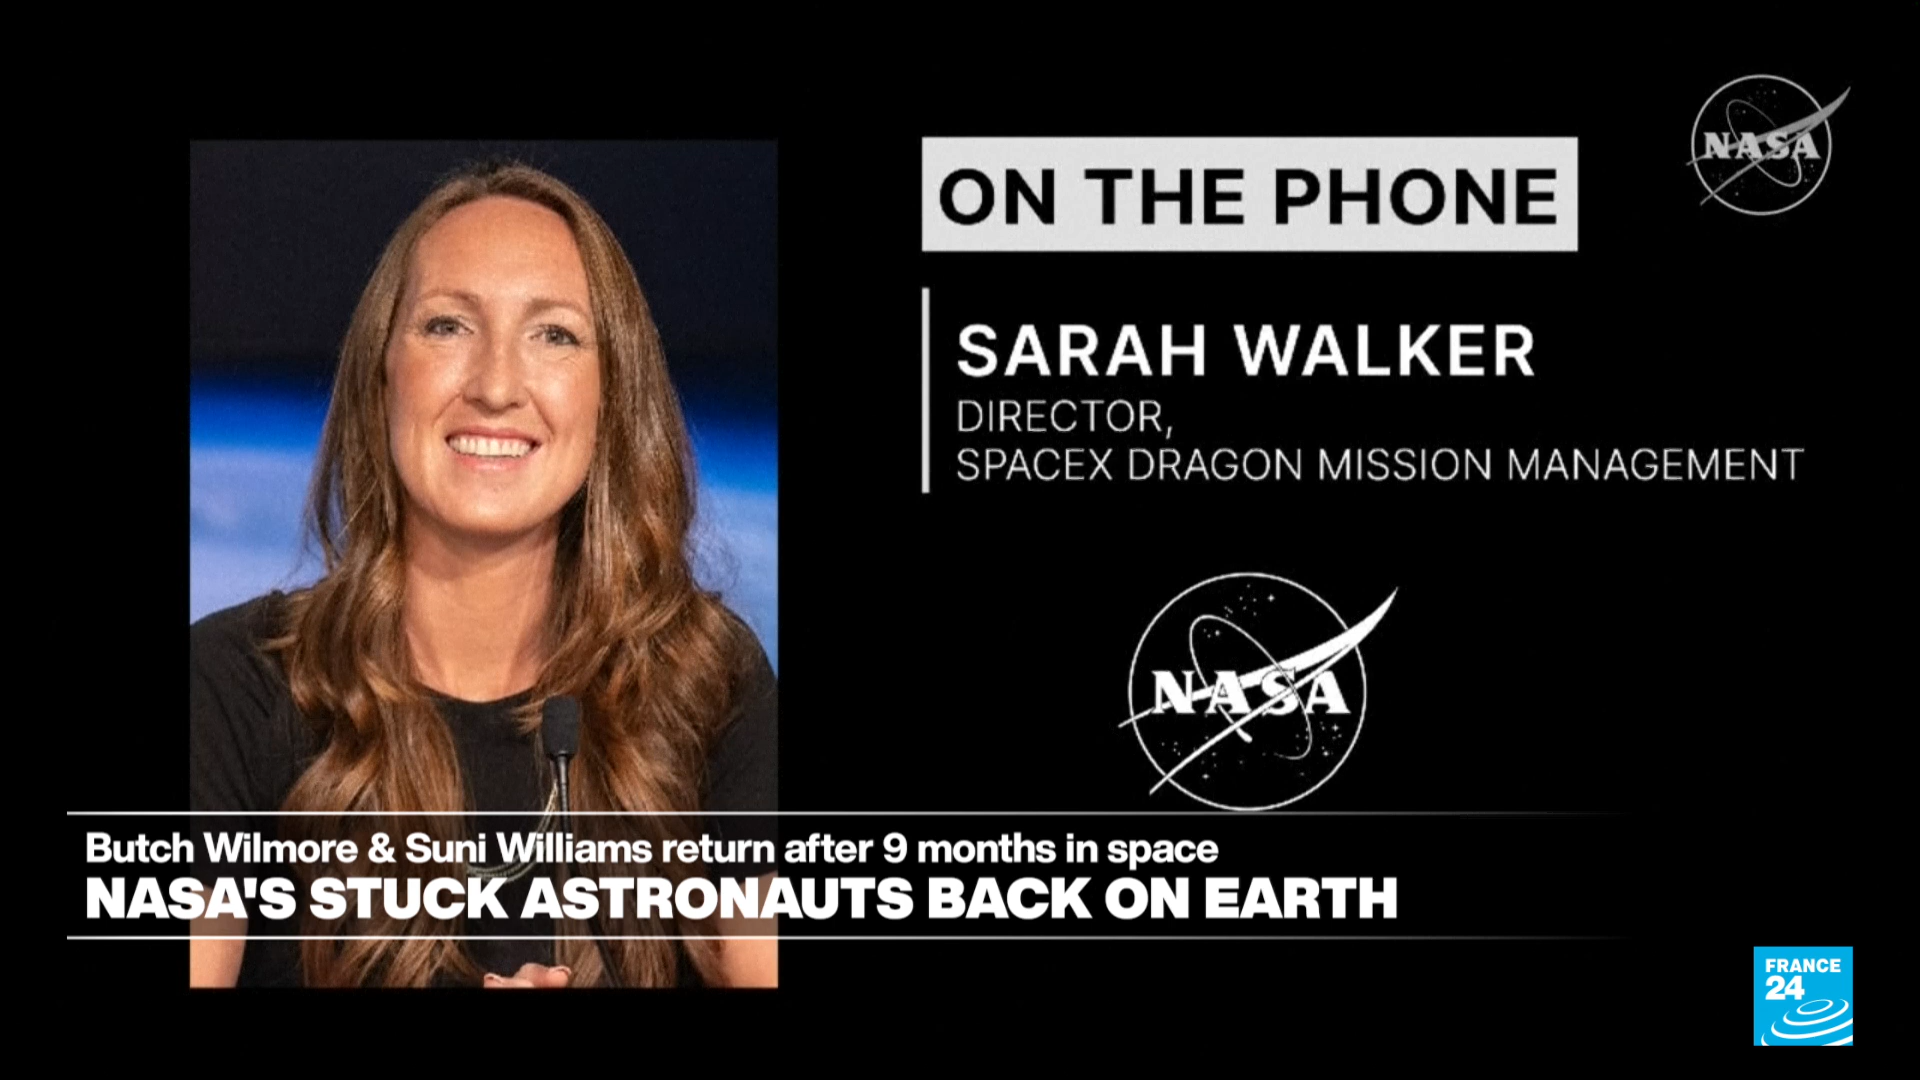 NASA
ON THE PHONE
SARAH WALKER
DIRECTOR,
SPACEX DRAGON MISSION MANAGEMENT
NASA
Butch Wilmore & Suni Williams return after 9 months in space
NASA'S STUCK ASTRONAUTS BACK ON EARTH
FRANCE
24